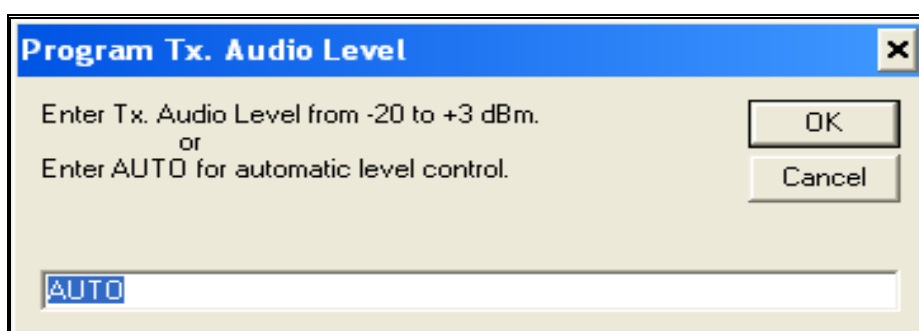 Program Tx. Audio Level
Enter Tx. Audio Level from -20 to +3 dBm.
or
Enter AUTO for automatic level control.
OK
Cancel
AUTO